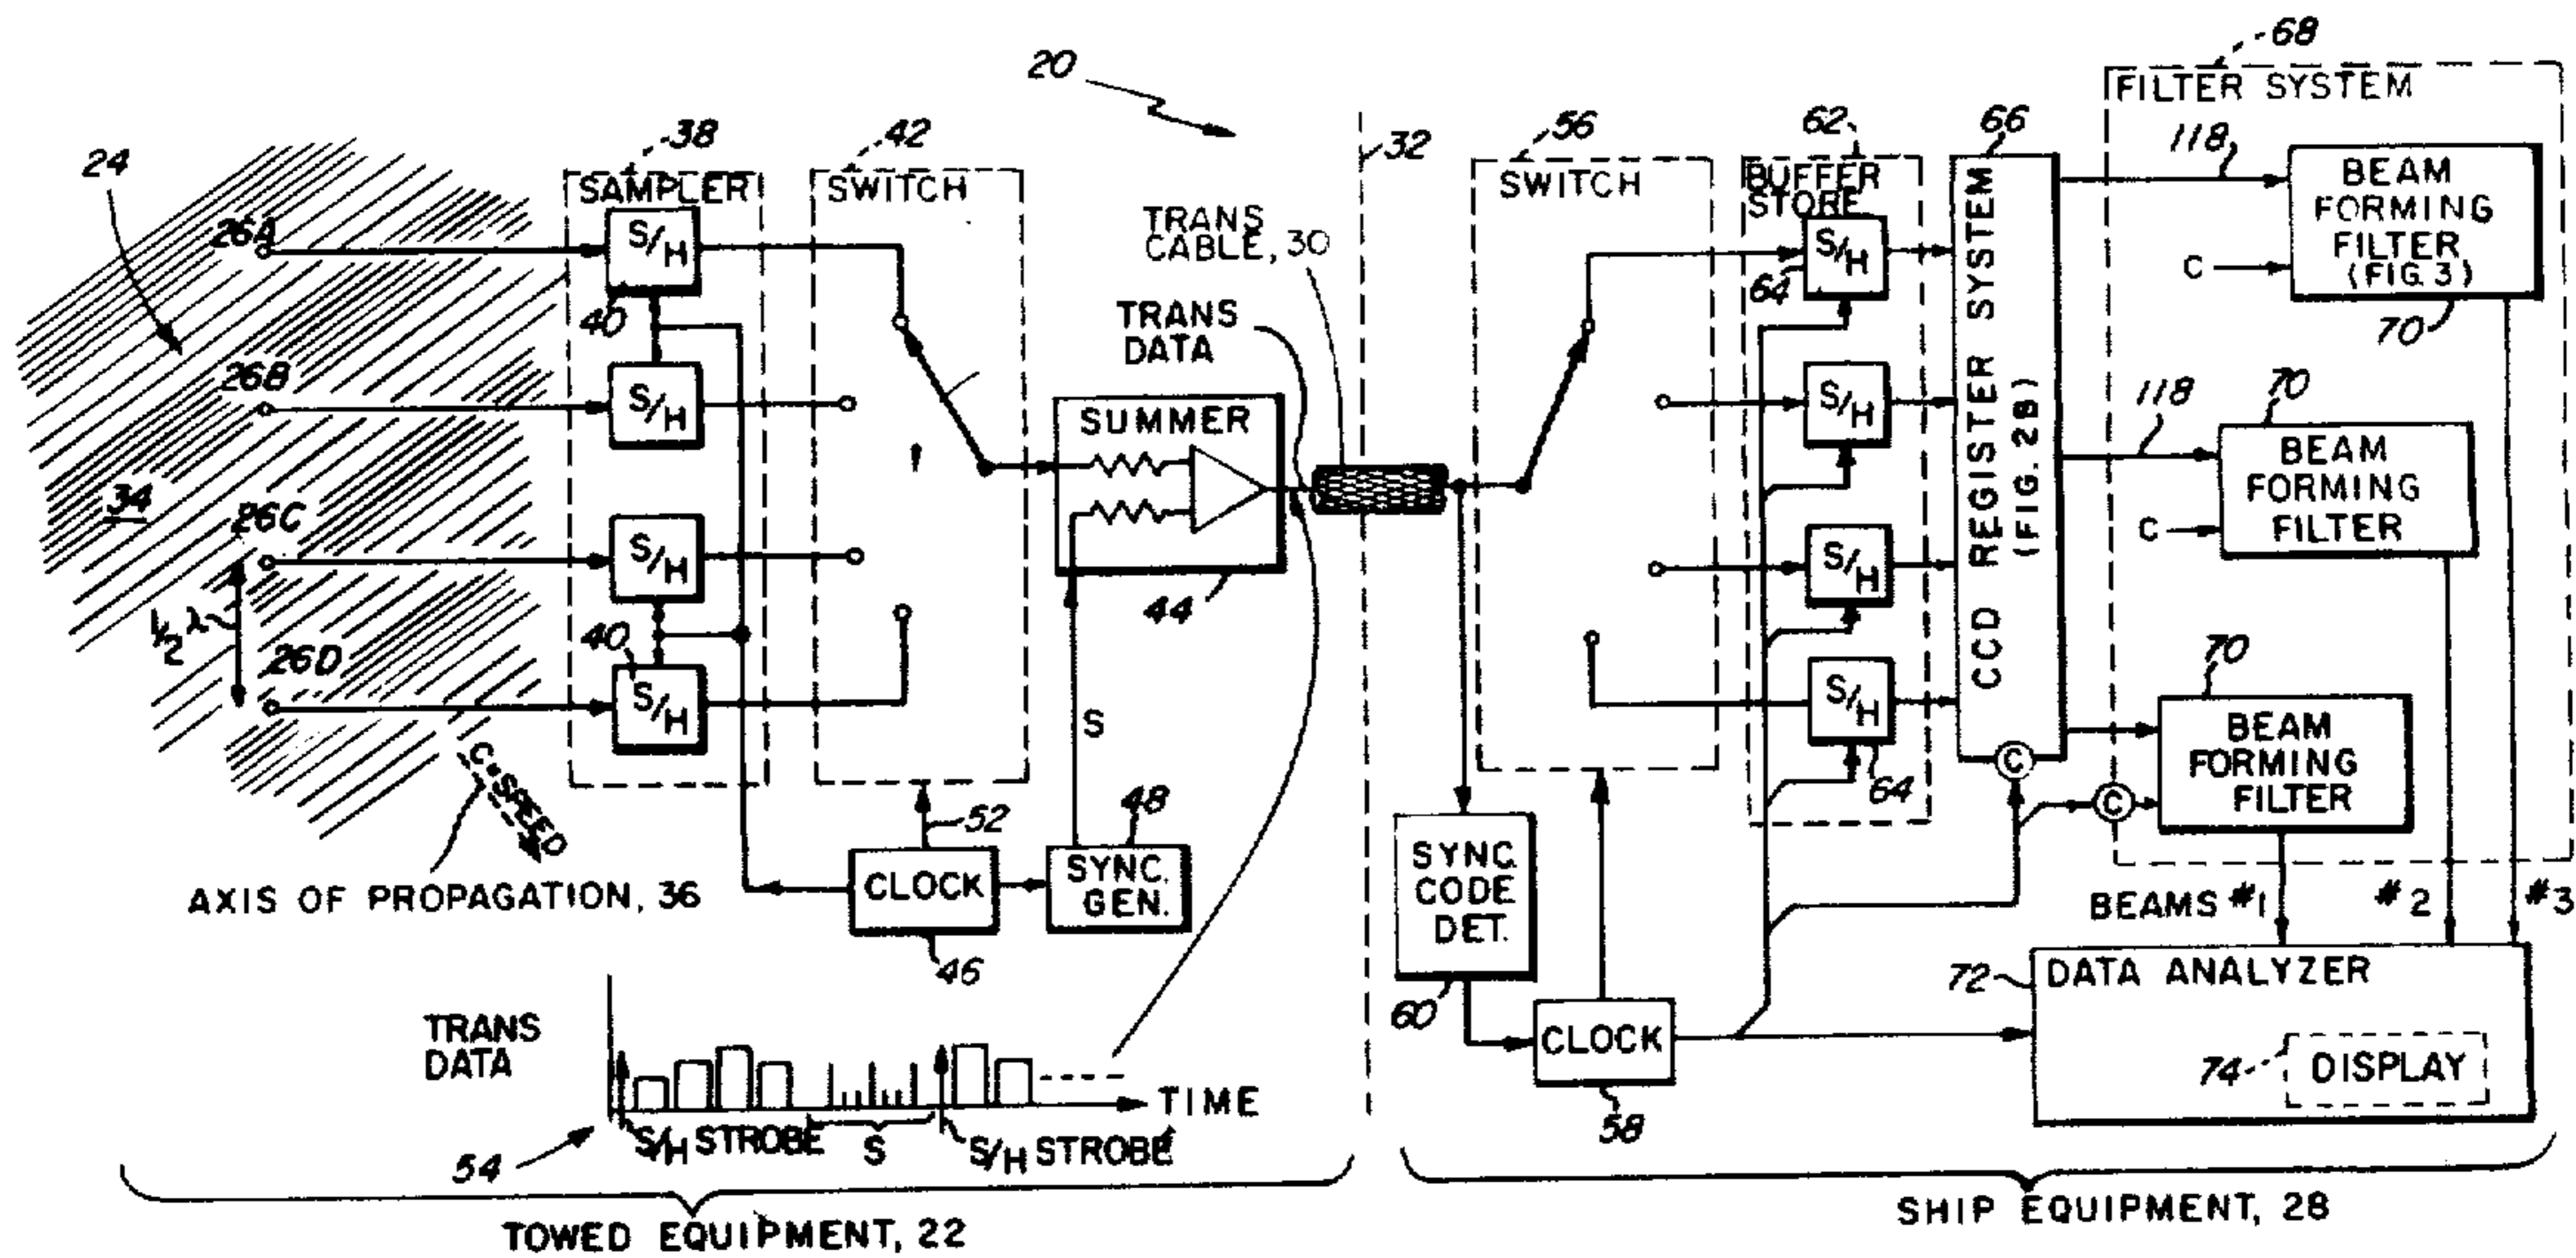 20
24
26A
26B
26C
26D
34
½ λ
C=SPEED
AXIS OF PROPAGATION, 36
38
SAMPLER
S/H
40
S/H
S/H
40
S/H
42
SWITCH
SUMMER
44
S
52
CLOCK
46
48
SYNC.
GEN.
TRANS
CABLE, 30
TRANS
DATA
32
TRANS
DATA
TIME
S/H STROBE
S
S/H STROBE
54
TOWED EQUIPMENT, 22
56
SWITCH
SYNC.
CODE
DET.
60
CLOCK
58
62
BUFFER
STORE
S/H
64
S/H
S/H
S/H
64
66
CCD REGISTER SYSTEM
(FIG. 2B)
C
68
FILTER SYSTEM
118
BEAM
FORMING
FILTER
(FIG.3)
C
70
118
70
BEAM
FORMING
FILTER
C
70
BEAM
FORMING
FILTER
C
BEAMS #1
#2
#3
72
DATA ANALYZER
74
DISPLAY
SHIP EQUIPMENT, 28